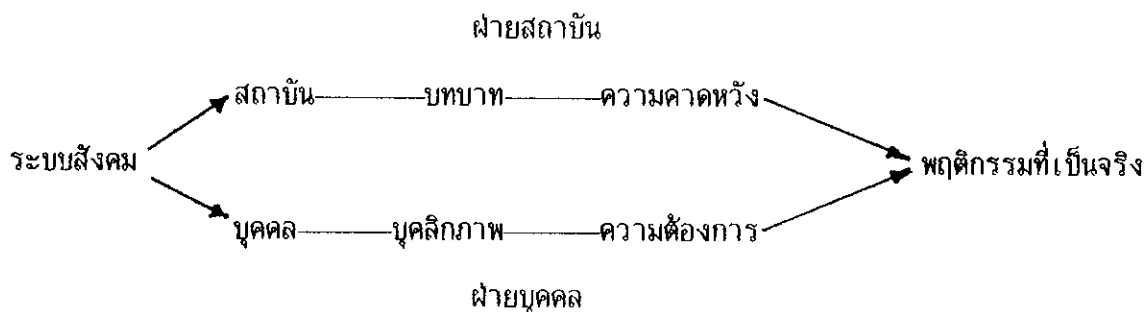 ฝ่ายสถาบัน
สถาบัน บทบาท ความคาดหวัง
ระบบสังคม พฤติกรรมที่เป็นจริง
บุคคล บุคลิกภาพ ความต้องการ
ฝ่ายบุคคล